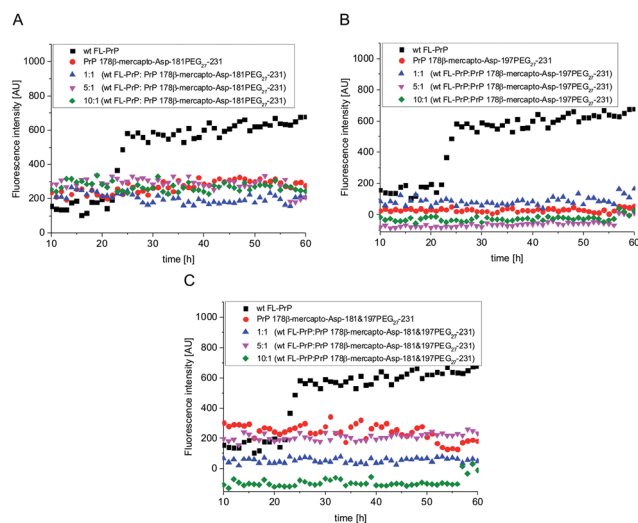 A
B
wt FL-PrP
PrP 178β-mercapto-Asp-181PEG27-231
1:1 (wt FL-PrP: PrP 178β-mercapto-Asp-181PEG27-231)
5:1 (wt FL-PrP: PrP 178β-mercapto-Asp-181PEG27-231)
10:1 (wt FL-PrP: PrP 178β-mercapto-Asp-181PEG27-231)
Fluorescence intensity [AU]
1000
800
600
400
200
0
10 20 30 40 50 60
time [h]
wt FL-PrP
PrP 178β-mercapto-Asp-197PEG27-231
1:1 (wt FL-PrP:PrP 178β-mercapto-Asp-197PEG27-231)
5:1 (wt FL-PrP:PrP 178β-mercapto-Asp-197PEG27-231)
10:1 (wt FL-PrP:PrP 178β-mercapto-Asp-197PEG27-231)
Fluorescence intensity [AU]
1000
800
600
400
200
0
10 20 30 40 50 60
time [h]
C
wt FL-PrP
PrP 178β-mercapto-Asp-181&197PEG27-231
1:1 (wt FL-PrP:PrP 178β-mercapto-Asp-181&197PEG27-231)
5:1 (wt FL-PrP:PrP 178β-mercapto-Asp-181&197PEG27-231)
10:1 (wt FL-PrP:PrP 178β-mercapto-Asp-181&197PEG27-231)
Fluorescence intensity [AU]
1000
800
600
400
200
0
10 20 30 40 50 60
time [h]